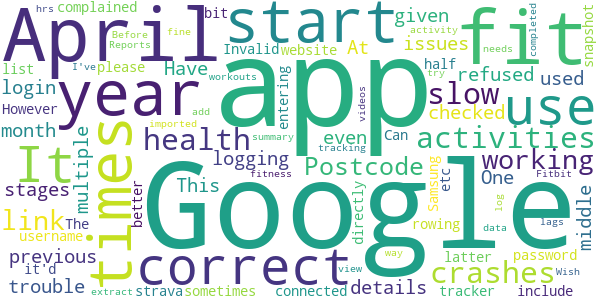 hrs complained
April
Before
Reports
I've
bit
fine
start
given
activity
At
issues
Invalid
website
fit
completed
snapshot
list
please
Have
needs
workouts
try
login
However
year
app
entering
half
refused
used
slow
use
add
month
imported
videos
checked
Can
multiple
It
times
health
even
activities
summary
logging
tracking
Postcode
working
stages
This
fitness
Samsung
etc
One
Fitbit
link
better
Google
directly
rowing
log
lags
middle
username
The
latter
data
password
previous
it'd
correct
crashes
way
trouble
strava
sometimes
connected
view
details
Wish
extract
tracker
include